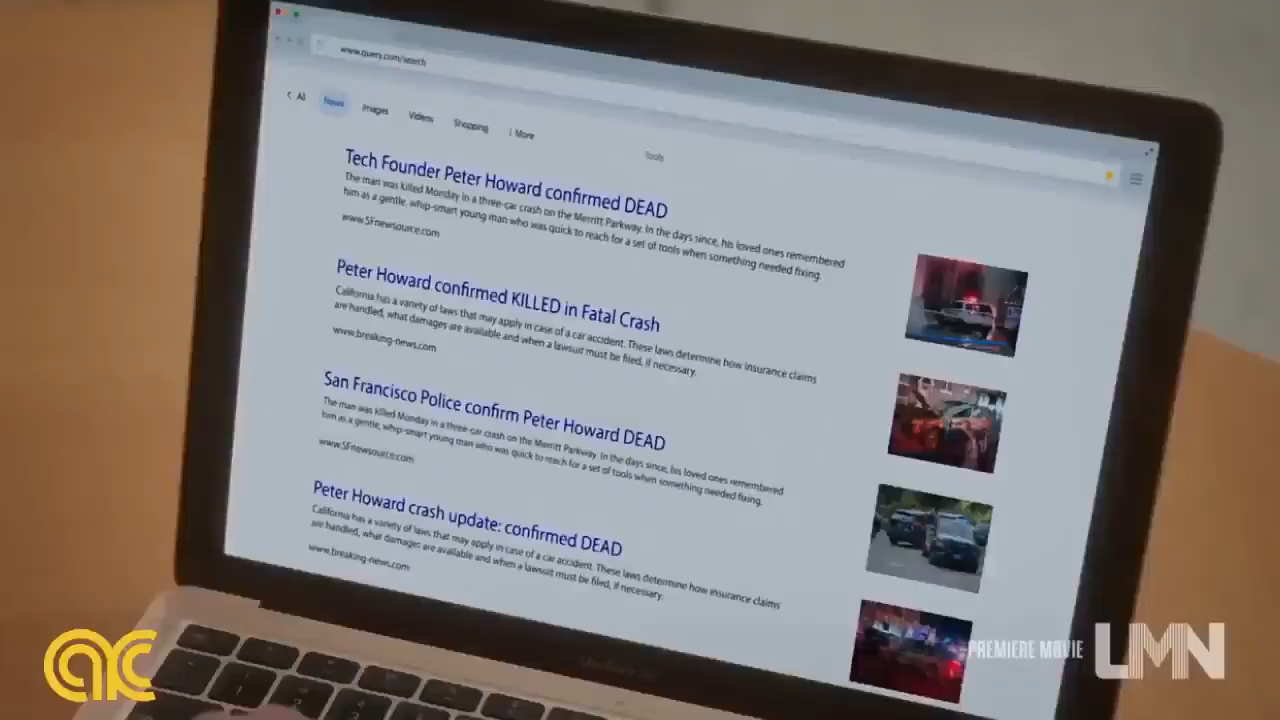 www.query.com/search
All News Images Videos Shopping More
Tools
Tech Founder Peter Howard confirmed DEAD
The man was killed Monday in a three-car crash on the Merritt Parkway. In the days since, his loved ones remembered
him as a gentle, whip-smart young man who was quick to reach for a set of tools when something needed fixing.
www.SFnewsource.com
Peter Howard confirmed KILLED in Fatal Crash
California has a variety of laws that may apply in case of a car accident. These laws determine how insurance claims
are handled, what damages are available and when a lawsuit must be filed, if necessary.
www.breaking-news.com
San Francisco Police confirm Peter Howard DEAD
The man was killed Monday in a three-car crash on the Merritt Parkway. In the days since, his loved ones remembered
him as a gentle, whip-smart young man who was quick to reach for a set of tools when something needed fixing.
www.SFnewsource.com
Peter Howard crash update: confirmed DEAD
California has a variety of laws that may apply in case of a car accident. These laws determine how insurance claims
are handled, what damages are available and when a lawsuit must be filed, if necessary.
www.breaking-news.com
PREMIERE MOVIE LMN